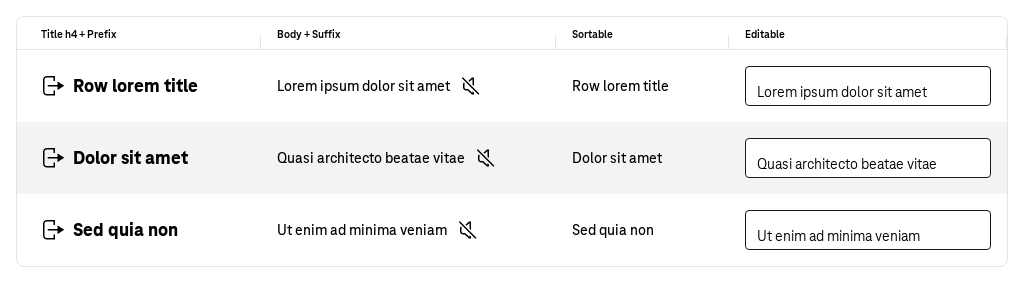 Title h4 + Prefix Body + Suffix Sortable Editable
Row lorem title Lorem ipsum dolor sit amet Row lorem title Lorem ipsum dolor sit amet
Dolor sit amet Quasi architecto beatae vitae Dolor sit amet Quasi architecto beatae vitae
Sed quia non Ut enim ad minima veniam Sed quia non Ut enim ad minima veniam